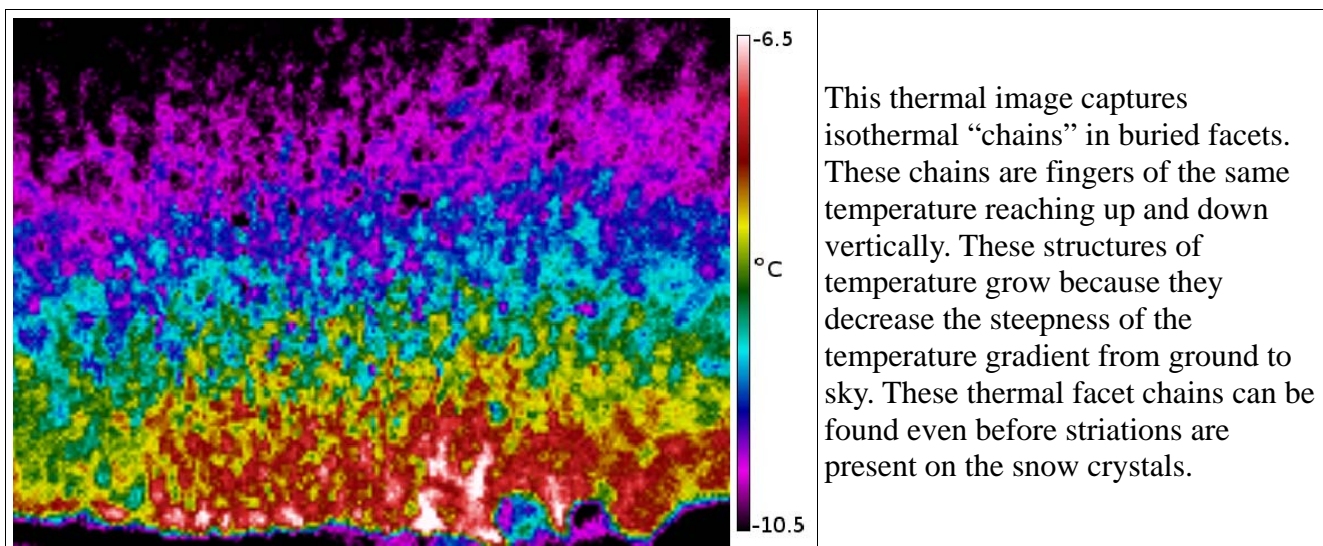 -6.5
°C
-10.5
This thermal image captures
isothermal “chains” in buried facets.
These chains are fingers of the same
temperature reaching up and down
vertically. These structures of
temperature grow because they
decrease the steepness of the
temperature gradient from ground to
sky. These thermal facet chains can be
found even before striations are
present on the snow crystals.